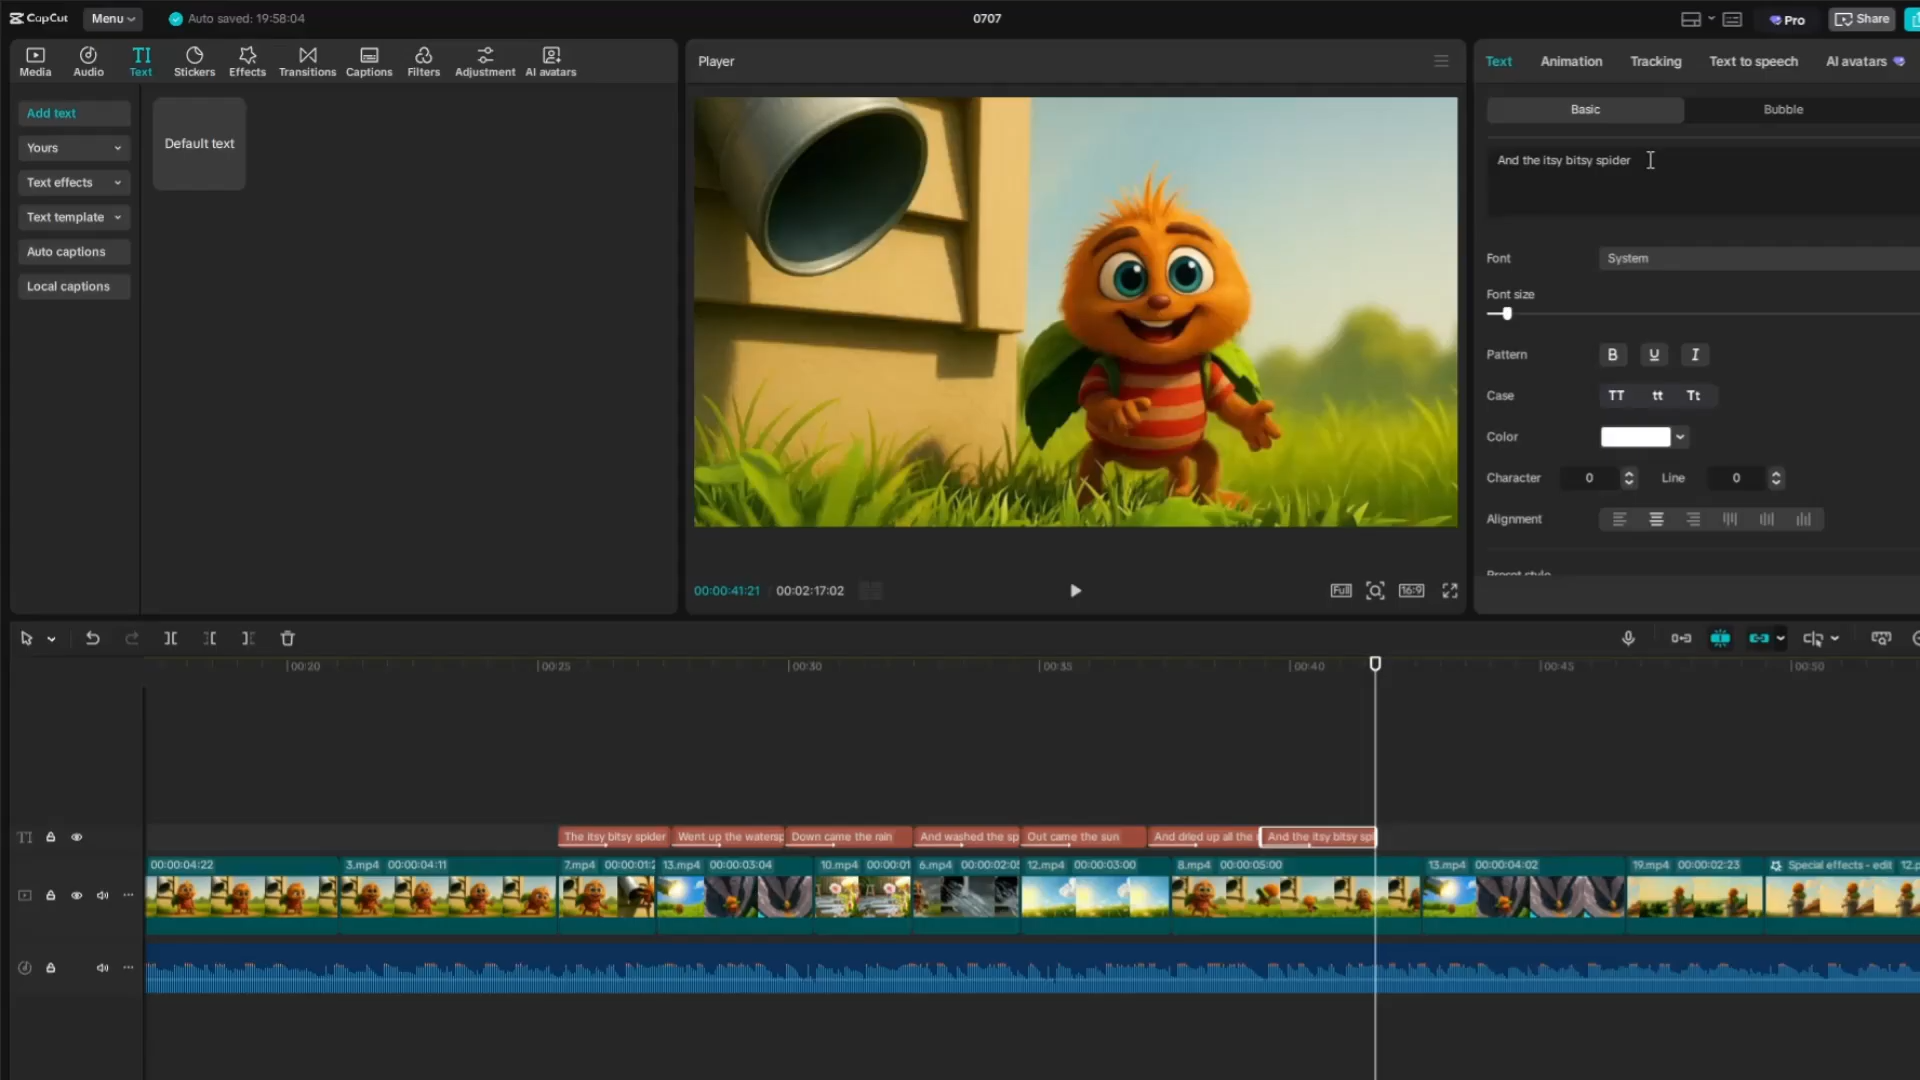 CapCut
Menu
Auto saved: 19:58:04
0707
Pro
Share
Media
Audio
TI
Text
Stickers
Effects
Transitions
Captions
Filters
Adjustment
AI avatars
Add text
Yours
Text effects
Text template
Auto captions
Local captions
Default text
Player
00:00:41:21 / 00:02:17:02
Full
16:9
Text
Animation
Tracking
Text to speech
AI avatars
Basic
Bubble
And the itsy bitsy spider
Font
System
Font size
Pattern
B U I
Case
TT tt Tt
Color
Character 0
Line 0
Alignment
Preset style
00:20 00:25 00:30 00:35 00:40 00:45 00:50
TI
The itsy bitsy spider
Went up the watersp
Down came the rain
And washed the sp
Out came the sun
And dried up all the
And the itsy bitsy sp
00:00:04:22
3.mp4 00:00:04:11
7.mp4 00:00:01:2
13.mp4 00:00:03:04
10.mp4 00:00:01
6.mp4 00:00:02:0
12.mp4 00:00:03:00
8.mp4 00:00:05:00
13.mp4 00:00:04:02
19.mp4 00:00:02:23
Special effects - edit
12.p